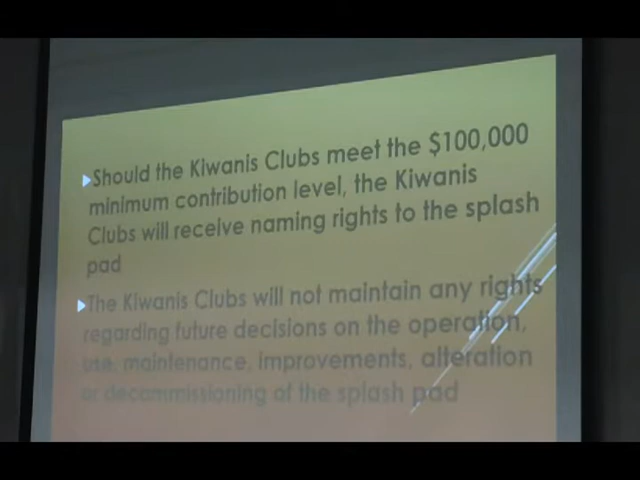 Should the Kiwanis Clubs meet the $100,000
minimum contribution level, the Kiwanis
Clubs will receive naming rights to the splash
pad
The Kiwanis Clubs will not maintain any rights
regarding future decisions on the operation,
use, maintenance, improvements, alteration
or decommissioning of the splash pad